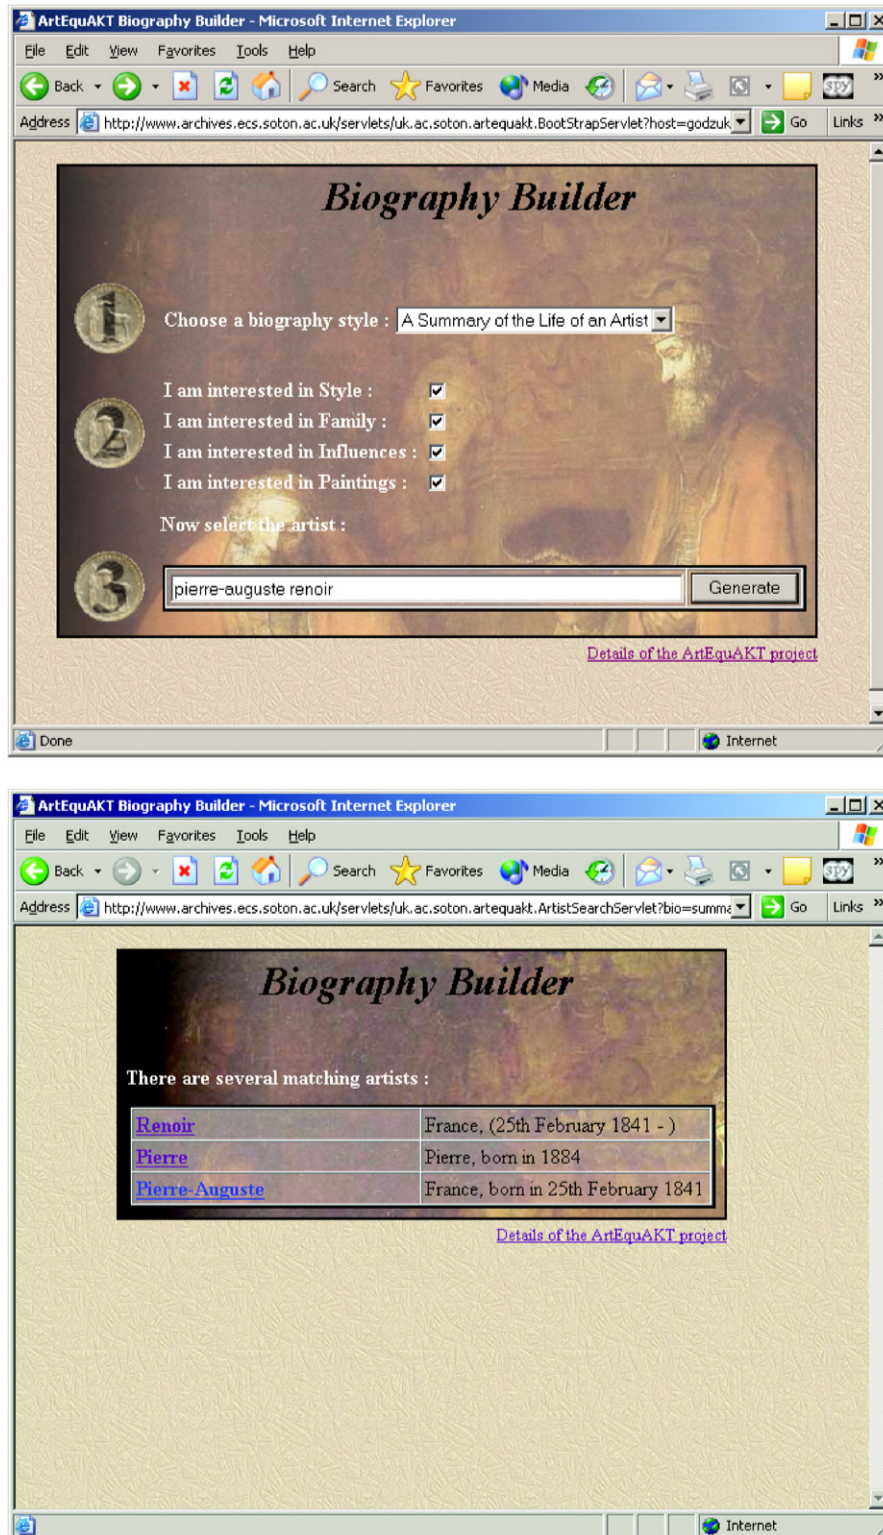 ArtEquAKT Biography Builder - Microsoft Internet Explorer
File Edit View Favorites Tools Help
Back Search Favorites Media SPY »
Address http://www.archives.ecs.soton.ac.uk/servlets/uk.ac.soton.artequakt.BootStrapServlet?host=godzuk Go Links »
Biography Builder
1 Choose a biography style : A Summary of the Life of an Artist
I am interested in Style :
I am interested in Family :
2
I am interested in Influences :
I am interested in Paintings :
Now select the artist :
3 pierre-auguste renoir Generate
Details of the ArtEquAKT project
Done Internet
ArtEquAKT Biography Builder - Microsoft Internet Explorer
File Edit View Favorites Tools Help
Back Search Favorites Media SPY »
Address http://www.archives.ecs.soton.ac.uk/servlets/uk.ac.soton.artequakt.ArtistSearchServlet?bio=summa Go Links »
Biography Builder
There are several matching artists :
Renoir France, (25th February 1841 - )
Pierre Pierre, born in 1884
Pierre-Auguste France, born in 25th February 1841
Details of the ArtEquAKT project
Internet